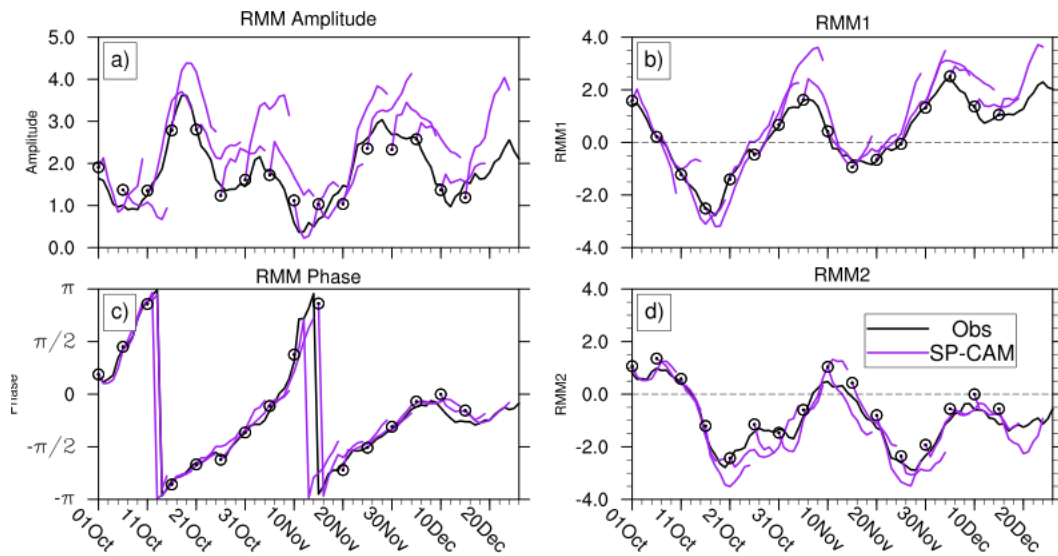 RMM Amplitude
RMM1
5.0
4.0
3.0
2.0
1.0
0.0
Amplitude
a)
4.0
2.0
0.0
-2.0
-4.0
RMM1
b)
RMM Phase
RMM2
π
π/2
0
-π/2
-π
Phase
c)
4.0
2.0
0.0
-2.0
-4.0
RMM2
d)
Obs
SP-CAM
01Oct
11Oct
21Oct
31Oct
10Nov
20Nov
30Nov
10Dec
20Dec
01Oct
11Oct
21Oct
31Oct
10Nov
20Nov
30Nov
10Dec
20Dec